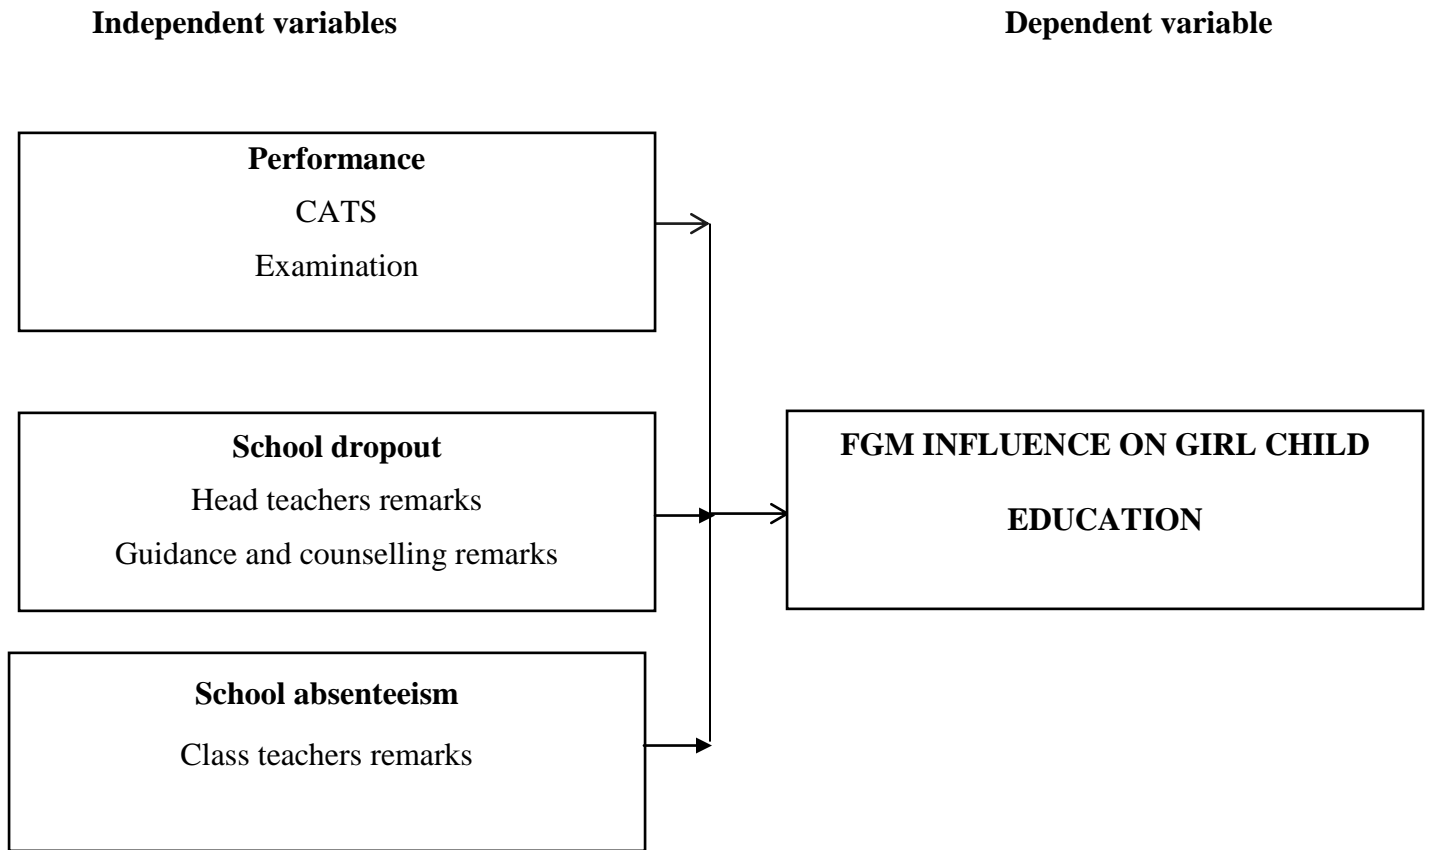 Independent variables
Dependent variable
Performance
CATS
Examination
School dropout
Head teachers remarks
Guidance and counselling remarks
FGM INFLUENCE ON GIRL CHILD
EDUCATION
School absenteeism
Class teachers remarks